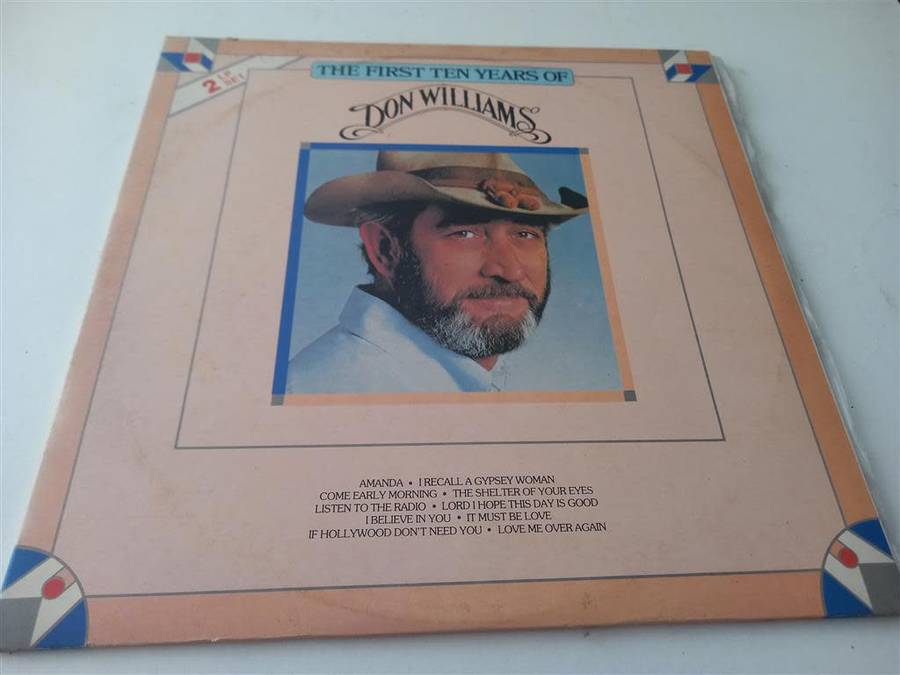 2 LP SET
THE FIRST TEN YEARS OF
DON WILLIAMS
AMANDA • I RECALL A GYPSEY WOMAN
COME EARLY MORNING • THE SHELTER OF YOUR EYES
LISTEN TO THE RADIO • LORD I HOPE THIS DAY IS GOOD
I BELIEVE IN YOU • IT MUST BE LOVE
IF HOLLYWOOD DON'T NEED YOU • LOVE ME OVER AGAIN